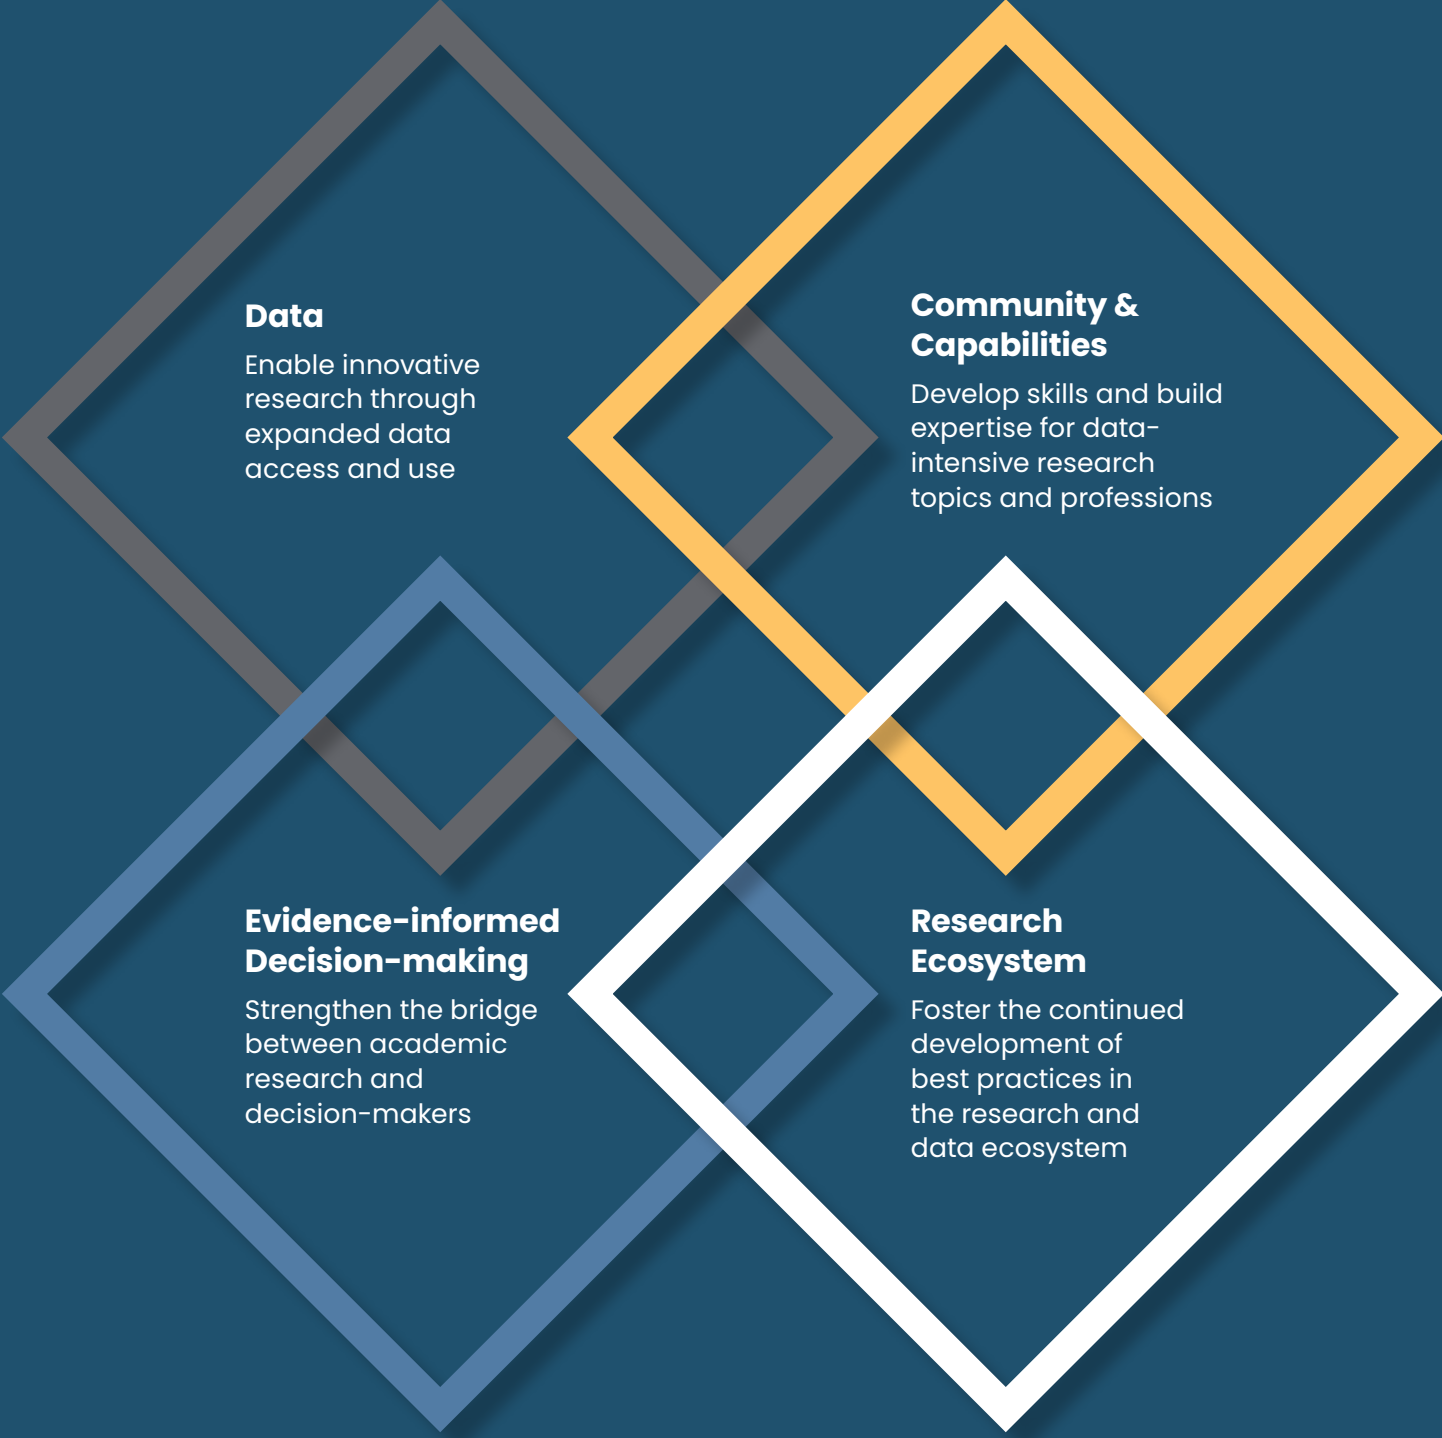 Data
Enable innovative
research through
expanded data
access and use
Community &
Capabilities
Develop skills and build
expertise for data-
intensive research
topics and professions
Evidence-informed
Decision-making
Strengthen the bridge
between academic
research and
decision-makers
Research
Ecosystem
Foster the continued
development of
best practices in
the research and
data ecosystem